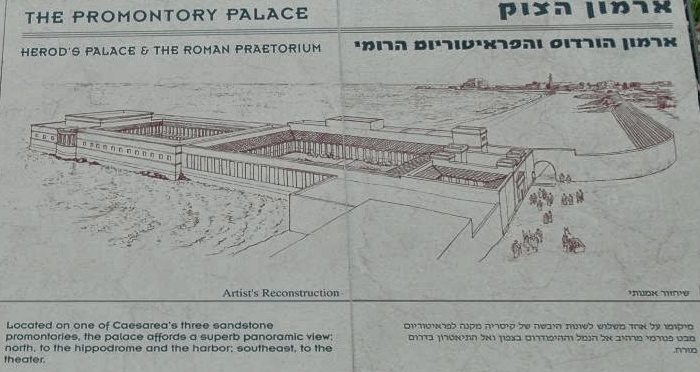 THE PROMONTORY PALACE
ארמון הצוק
HEROD'S PALACE & THE ROMAN PRAETORIUM
ארמון הורדוס והפראיטוריום הרומי
Artist's Reconstruction
שיחזור אמנותי
Located on one of Caesarea's three sandstone
promontories, the palace affords a superb panoramic view:
north, to the hippodrome and the harbor; southeast, to the
theater.
מיקומו על אחד משלוש לשונות היבשה של קיסריה מקנה לפראיטוריום
מבט פנורמי מרהיב אל הנמל וההיפודרום בצפון ואל התיאטרון בדרום
מזרח.